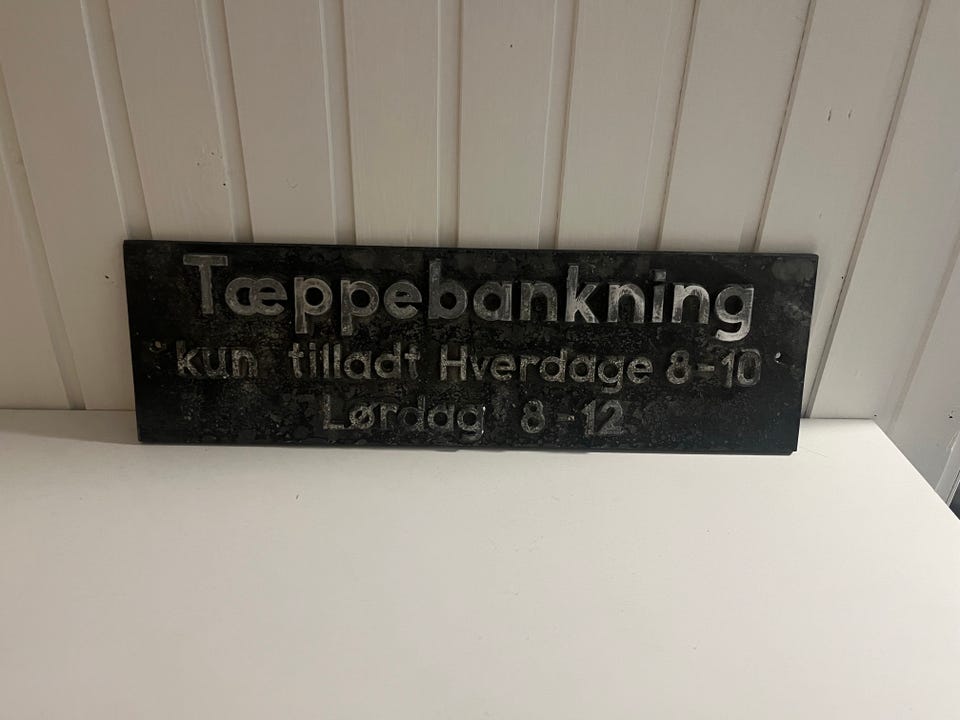 Tæppebankning
kun tilladt Hverdage 8-10
Lørdag 8-12